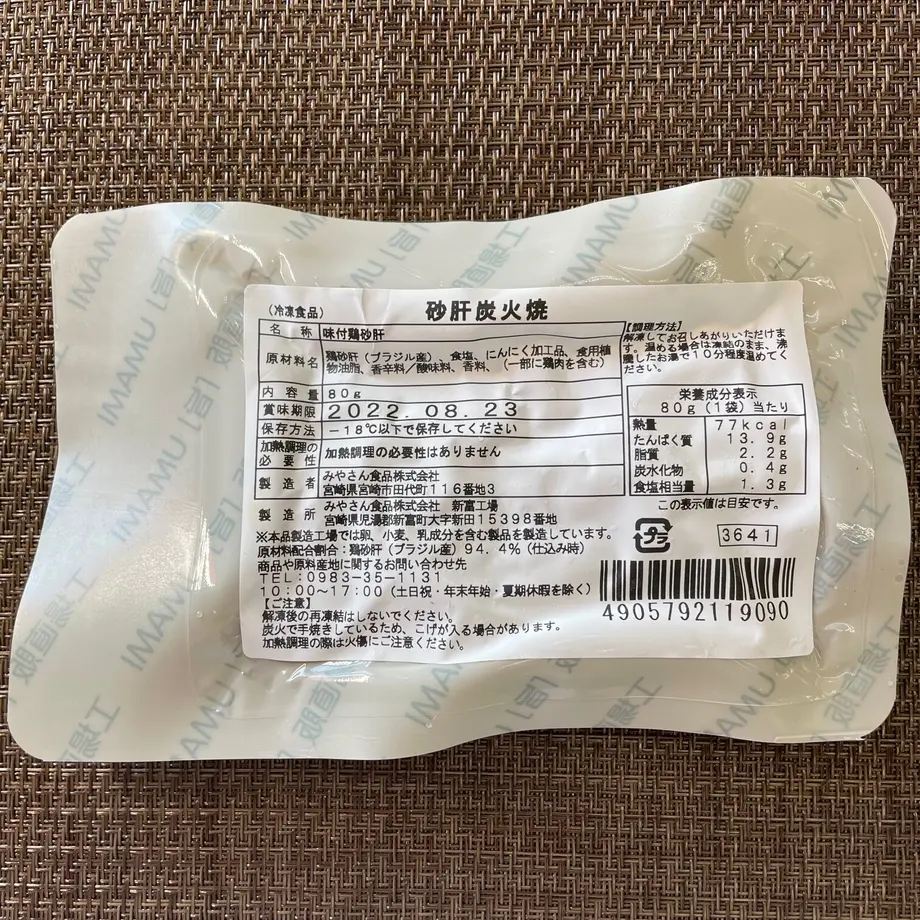 (冷凍食品)
砂肝炭火焼
名称 味付鶏砂肝
原材料名 鶏砂肝(ブラジル産)、食塩、にんにく加工品、食用植
物油脂、香辛料/酸味料、香料、(一部に鶏肉を含む)
内容量 80g
賞味期限 2022.08.23
保存方法 -18℃以下で保存してください
加熱調理の
必要性 加熱調理の必要性はありません
製造者 みやさん食品株式会社
宮崎県宮崎市田代町116番地3
製造所 みやさん食品株式会社 新富工場
宮崎県児湯郡新富町大字新田15398番地
※本品製造工場では卵、小麦、乳成分を含む製品を製造しています。
原材料配合割合:鶏砂肝(ブラジル産)94.4%(仕込み時)
商品や原料産地に関するお問い合わせ先
TEL:0983-35-1131
10:00~17:00(土日祝・年末年始・夏期休暇を除く)
【ご注意】
解凍後の再凍結はしないでください。
炭火で手焼きしているため、こげが入る場合があります。
加熱調理の際は火傷にご注意ください。
【調理方法】
解凍してお召しあがりいただけま
す。温める場合は凍結のまま、沸
騰したお湯で10分程度温めてく
ださい。
栄養成分表示
80g(1袋)当たり
熱量 77kcal
たんぱく質 13.9g
脂質 2.2g
炭水化物 0.4g
食塩相当量 1.3g
この表示値は目安です。
プラ
3641
4905792119090